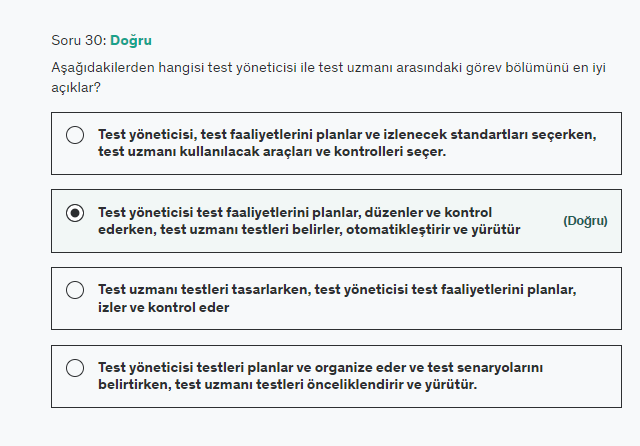 Soru 30: Doğru
Aşağıdakilerden hangisi test yöneticisi ile test uzmanı arasındaki görev bölümünü en iyi
açıklar?
Test yöneticisi, test faaliyetlerini planlar ve izlenecek standartları seçerken,
test uzmanı kullanılacak araçları ve kontrolleri seçer.
Test yöneticisi test faaliyetlerini planlar, düzenler ve kontrol
ederken, test uzmanı testleri belirler, otomatikleştirir ve yürütür
(Doğru)
Test uzmanı testleri tasarlarken, test yöneticisi test faaliyetlerini planlar,
izler ve kontrol eder
Test yöneticisi testleri planlar ve organize eder ve test senaryolarını
belirtirken, test uzmanı testleri önceliklendirir ve yürütür.